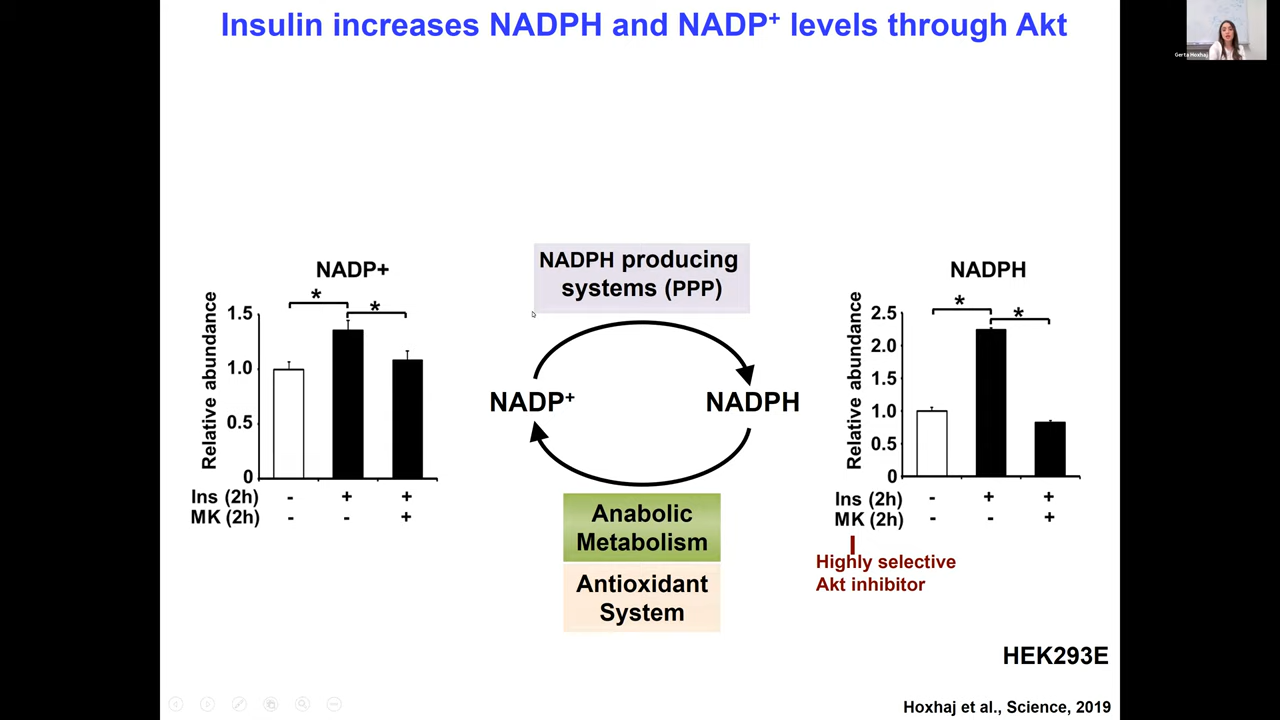 Insulin increases NADPH and NADP+ levels through Akt
Gerta Hoxhaj
NADP+
Relative abundance
1.5
1.0
0.5
0
*
*
Ins (2h) - + +
MK (2h) - - +
NADPH producing
systems (PPP)
NADP+
NADPH
Anabolic
Metabolism
Antioxidant
System
NADPH
Relative abundance
2.5
2.0
1.5
1.0
0.5
0
*
*
Ins (2h) - + +
MK (2h) - - +
Highly selective
Akt inhibitor
HEK293E
Hoxhaj et al., Science, 2019